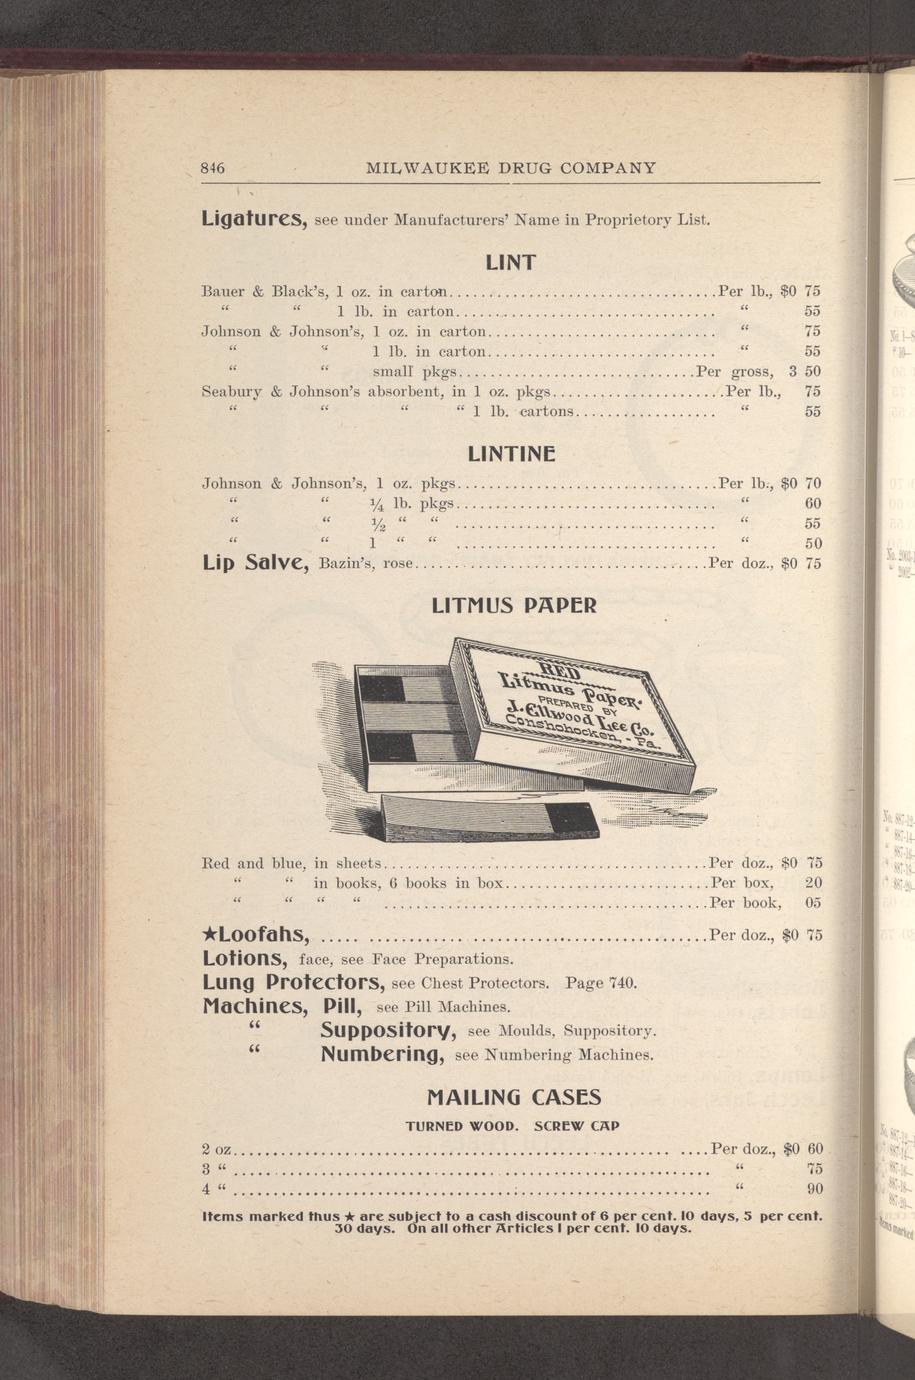 846 MILWAUKEE DRUG COMPANY
Ligatures, see under Manufacturers' Name in Proprietory List.
LINT
Bauer & Black's, 1 oz. in carton.................................Per lb., $0 75
“ “ 1 lb. in carton................................. “ 55
Johnson & Johnson's, 1 oz. in carton............................. “ 75
“ “ 1 lb. in carton............................. “ 55
“ “ small pkgs.............................Per gross, 3 50
Seabury & Johnson's absorbent, in 1 oz. pkgs......................Per lb., 75
“ “ “ “ 1 lb. cartons.................. “ 55
LINTINE
Johnson & Johnson's, 1 oz. pkgs.................................Per lb., $0 70
“ “ ¼ lb. pkgs................................. “ 60
“ “ ½ “ “ ................................. “ 55
“ “ 1 “ “ ................................. “ 50
Lip Salve, Bazin's, rose.....................................Per doz., $0 75
LITMUS PAPER
RED
Litmus Paper.
PREPARED BY
J. Ellwood Lee Co.
Conshohocken, - Pa.
Red and blue, in sheets.........................................Per doz., $0 75
“ “ in books, 6 books in box..........................Per box, 20
“ “ “ “ .........................................Per book, 05
★Loofahs, ..... .........................................Per doz., $0 75
Lotions, face, see Face Preparations.
Lung Protectors, see Chest Protectors. Page 740.
Machines, Pill, see Pill Machines.
“ Suppository, see Moulds, Suppository.
“ Numbering, see Numbering Machines.
MAILING CASES
TURNED WOOD. SCREW CAP
2 oz....................................................... ....Per doz., $0 60
3 “ ............................................................ “ 75
4 “ ............................................................ “ 90
Items marked thus ★ are subject to a cash discount of 6 per cent. 10 days, 5 per cent.
30 days. On all other Articles 1 per cent. 10 days.